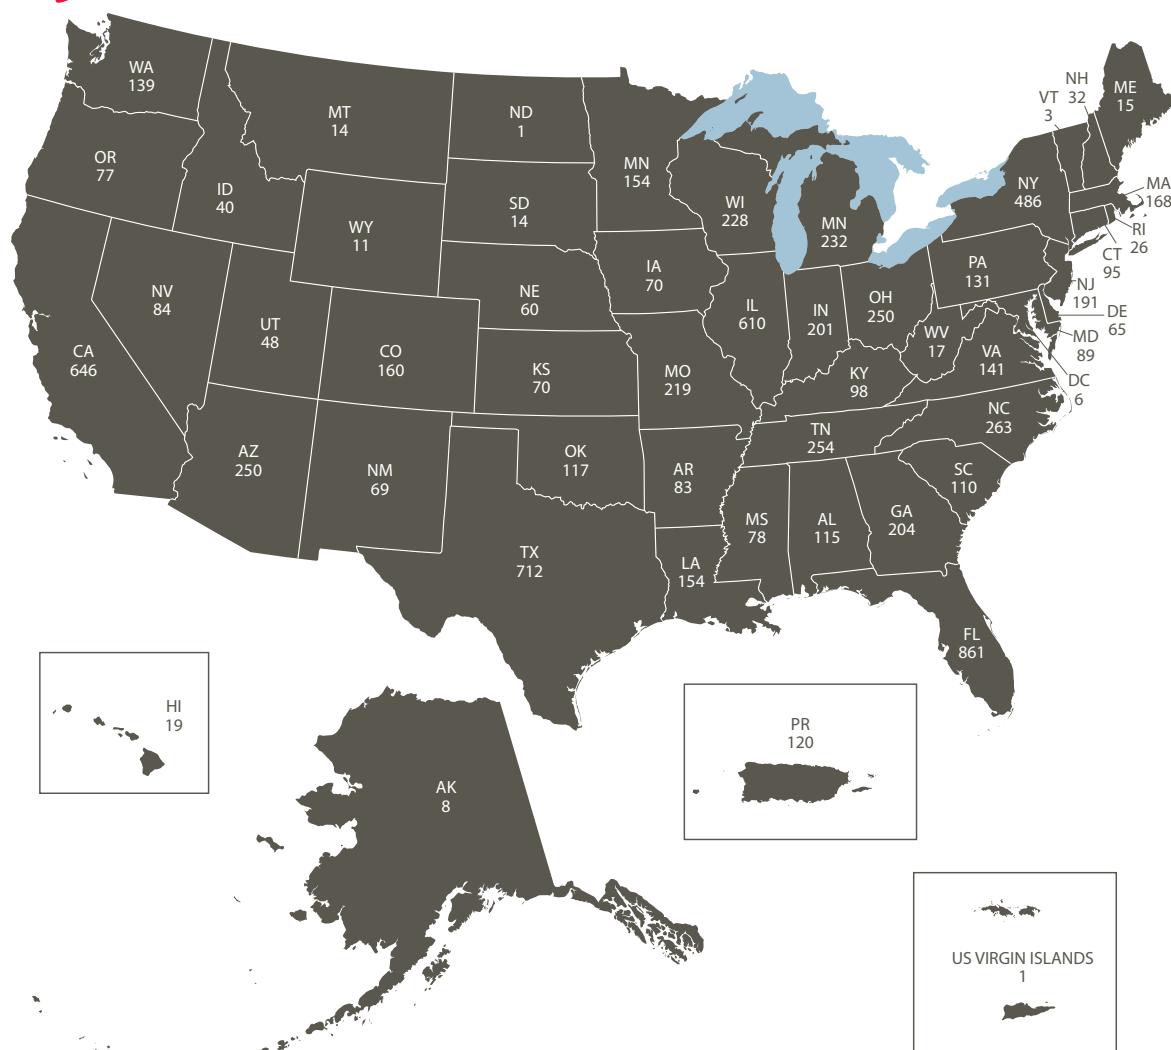 WA
139
MT
14
ND
1
MN
154
NH
32
VT
3
ME
15
OR
77
ID
40
SD
14
WI
228
MN
232
NY
486
MA
168
WY
11
RI
26
IA
70
CT
95
PA
131
NV
84
NE
60
NJ
191
UT
48
IL
610
IN
201
OH
250
DE
65
WV
17
MD
89
CA
646
CO
160
KS
70
MO
219
KY
98
VA
141
DC
6
NC
263
TN
254
AZ
250
NM
69
OK
117
AR
83
SC
110
MS
78
AL
115
GA
204
TX
712
LA
154
FL
861
HI
19
PR
120
AK
8
US VIRGIN ISLANDS
1